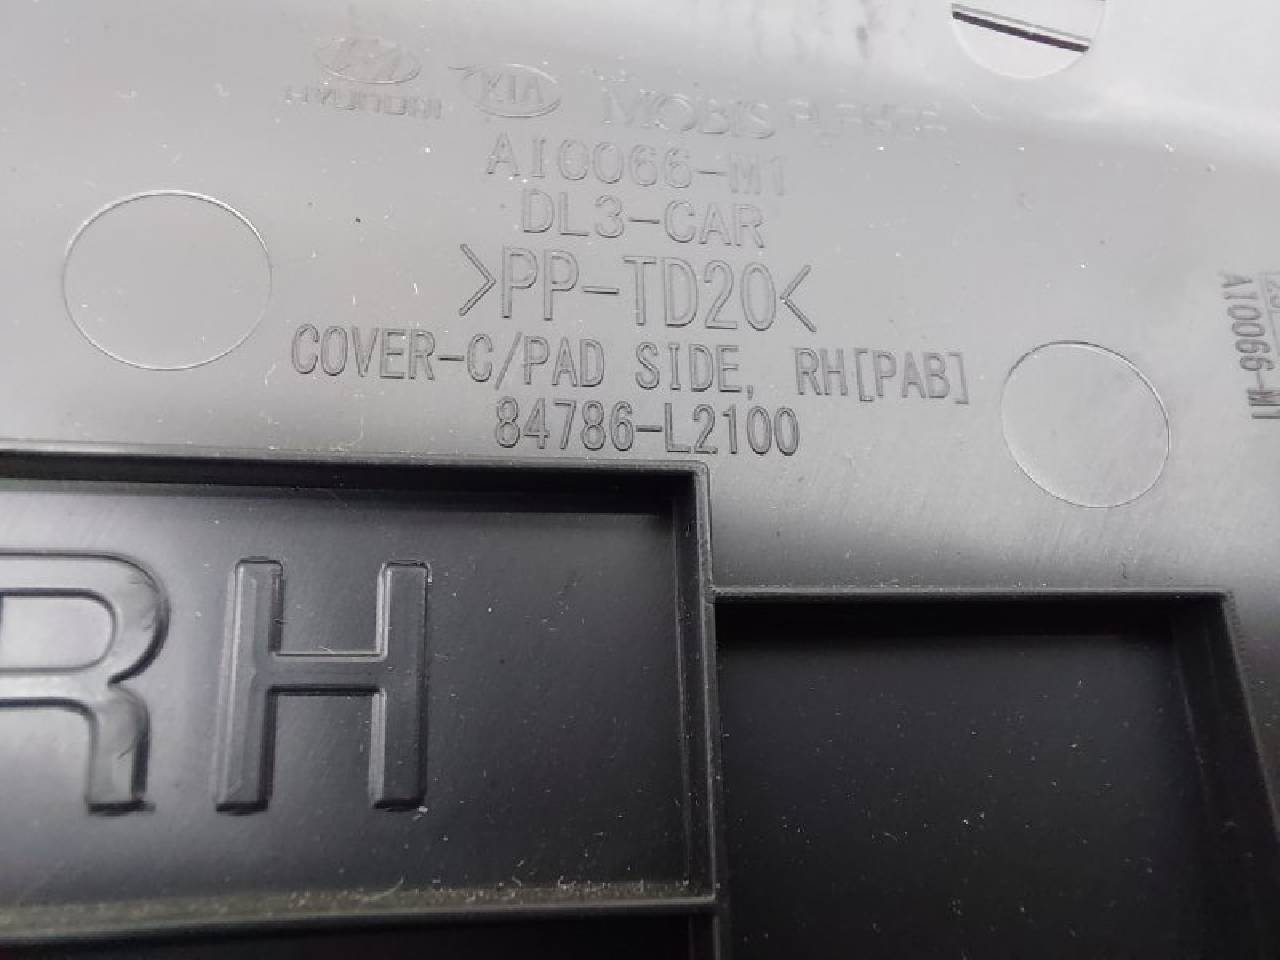 HYUNDAI KIA MOBIS
AI0066-M1
DL3-CAR
>PP-TD20<
COVER-C/PAD SIDE, RH[PAB]
84786-L2100
AI0066-M1
RH